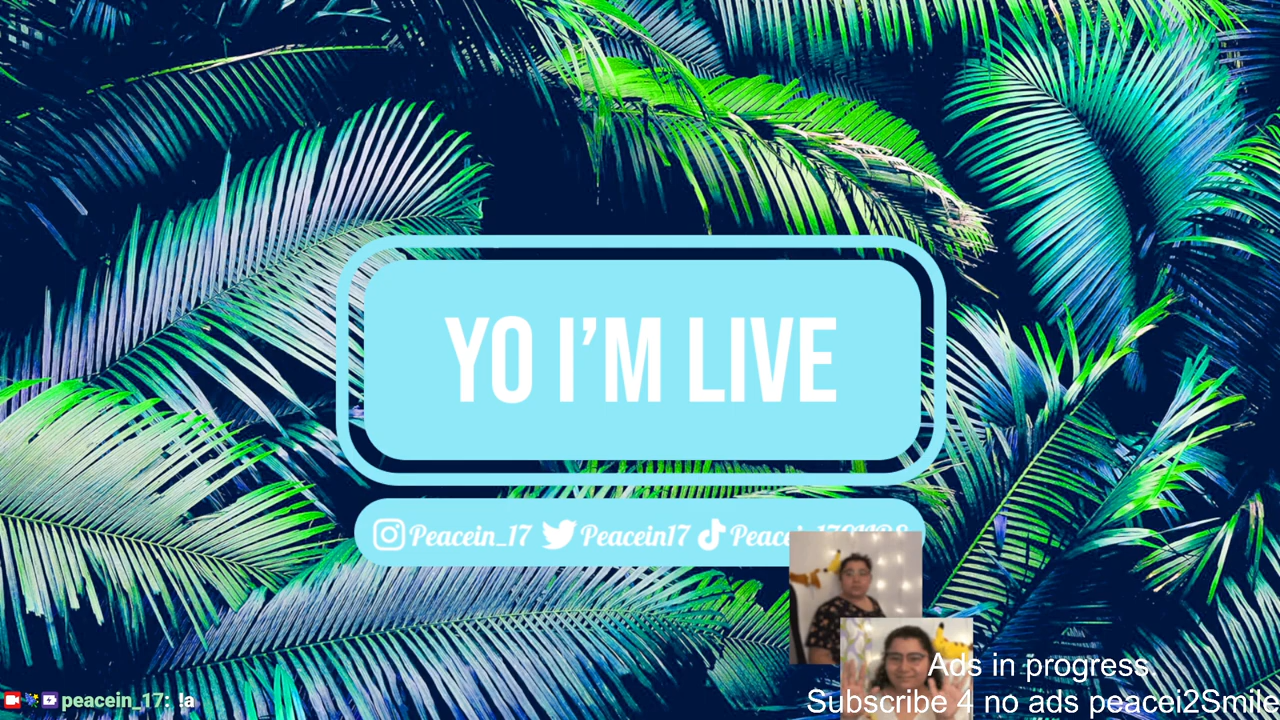 YO I'M LIVE
Peacein_17 Peacein17
Ads in progress
Subscribe 4 no ads peacei2Smile
peacein_17: !a